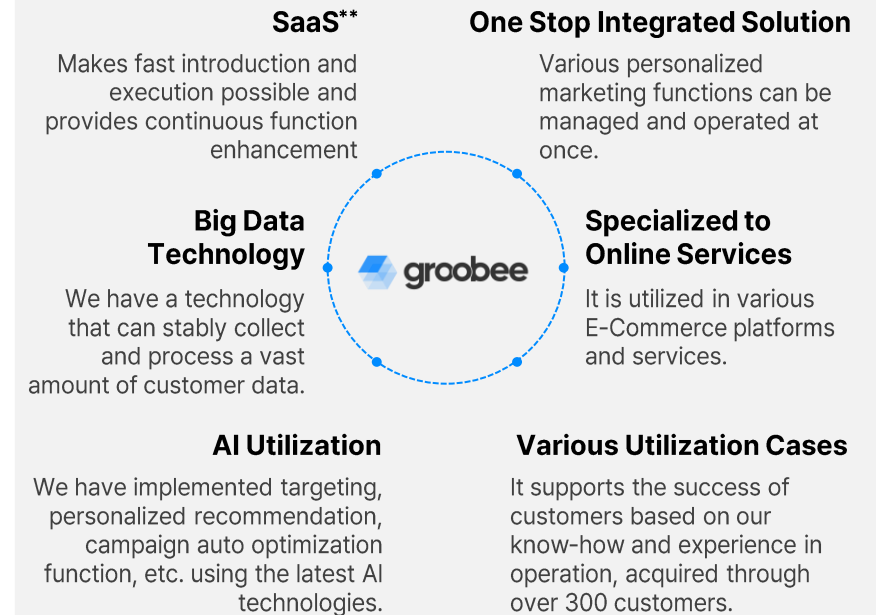 SaaS**
Makes fast introduction and
execution possible and
provides continuous function
enhancement
One Stop Integrated Solution
Various personalized
marketing functions can be
managed and operated at
once.
Big Data
Technology
We have a technology
that can stably collect
and process a vast
amount of customer data.
groobee
Specialized to
Online Services
It is utilized in various
E-Commerce platforms
and services.
AI Utilization
We have implemented targeting,
personalized recommendation,
campaign auto optimization
function, etc. using the latest AI
technologies.
Various Utilization Cases
It supports the success of
customers based on our
know-how and experience in
operation, acquired through
over 300 customers.